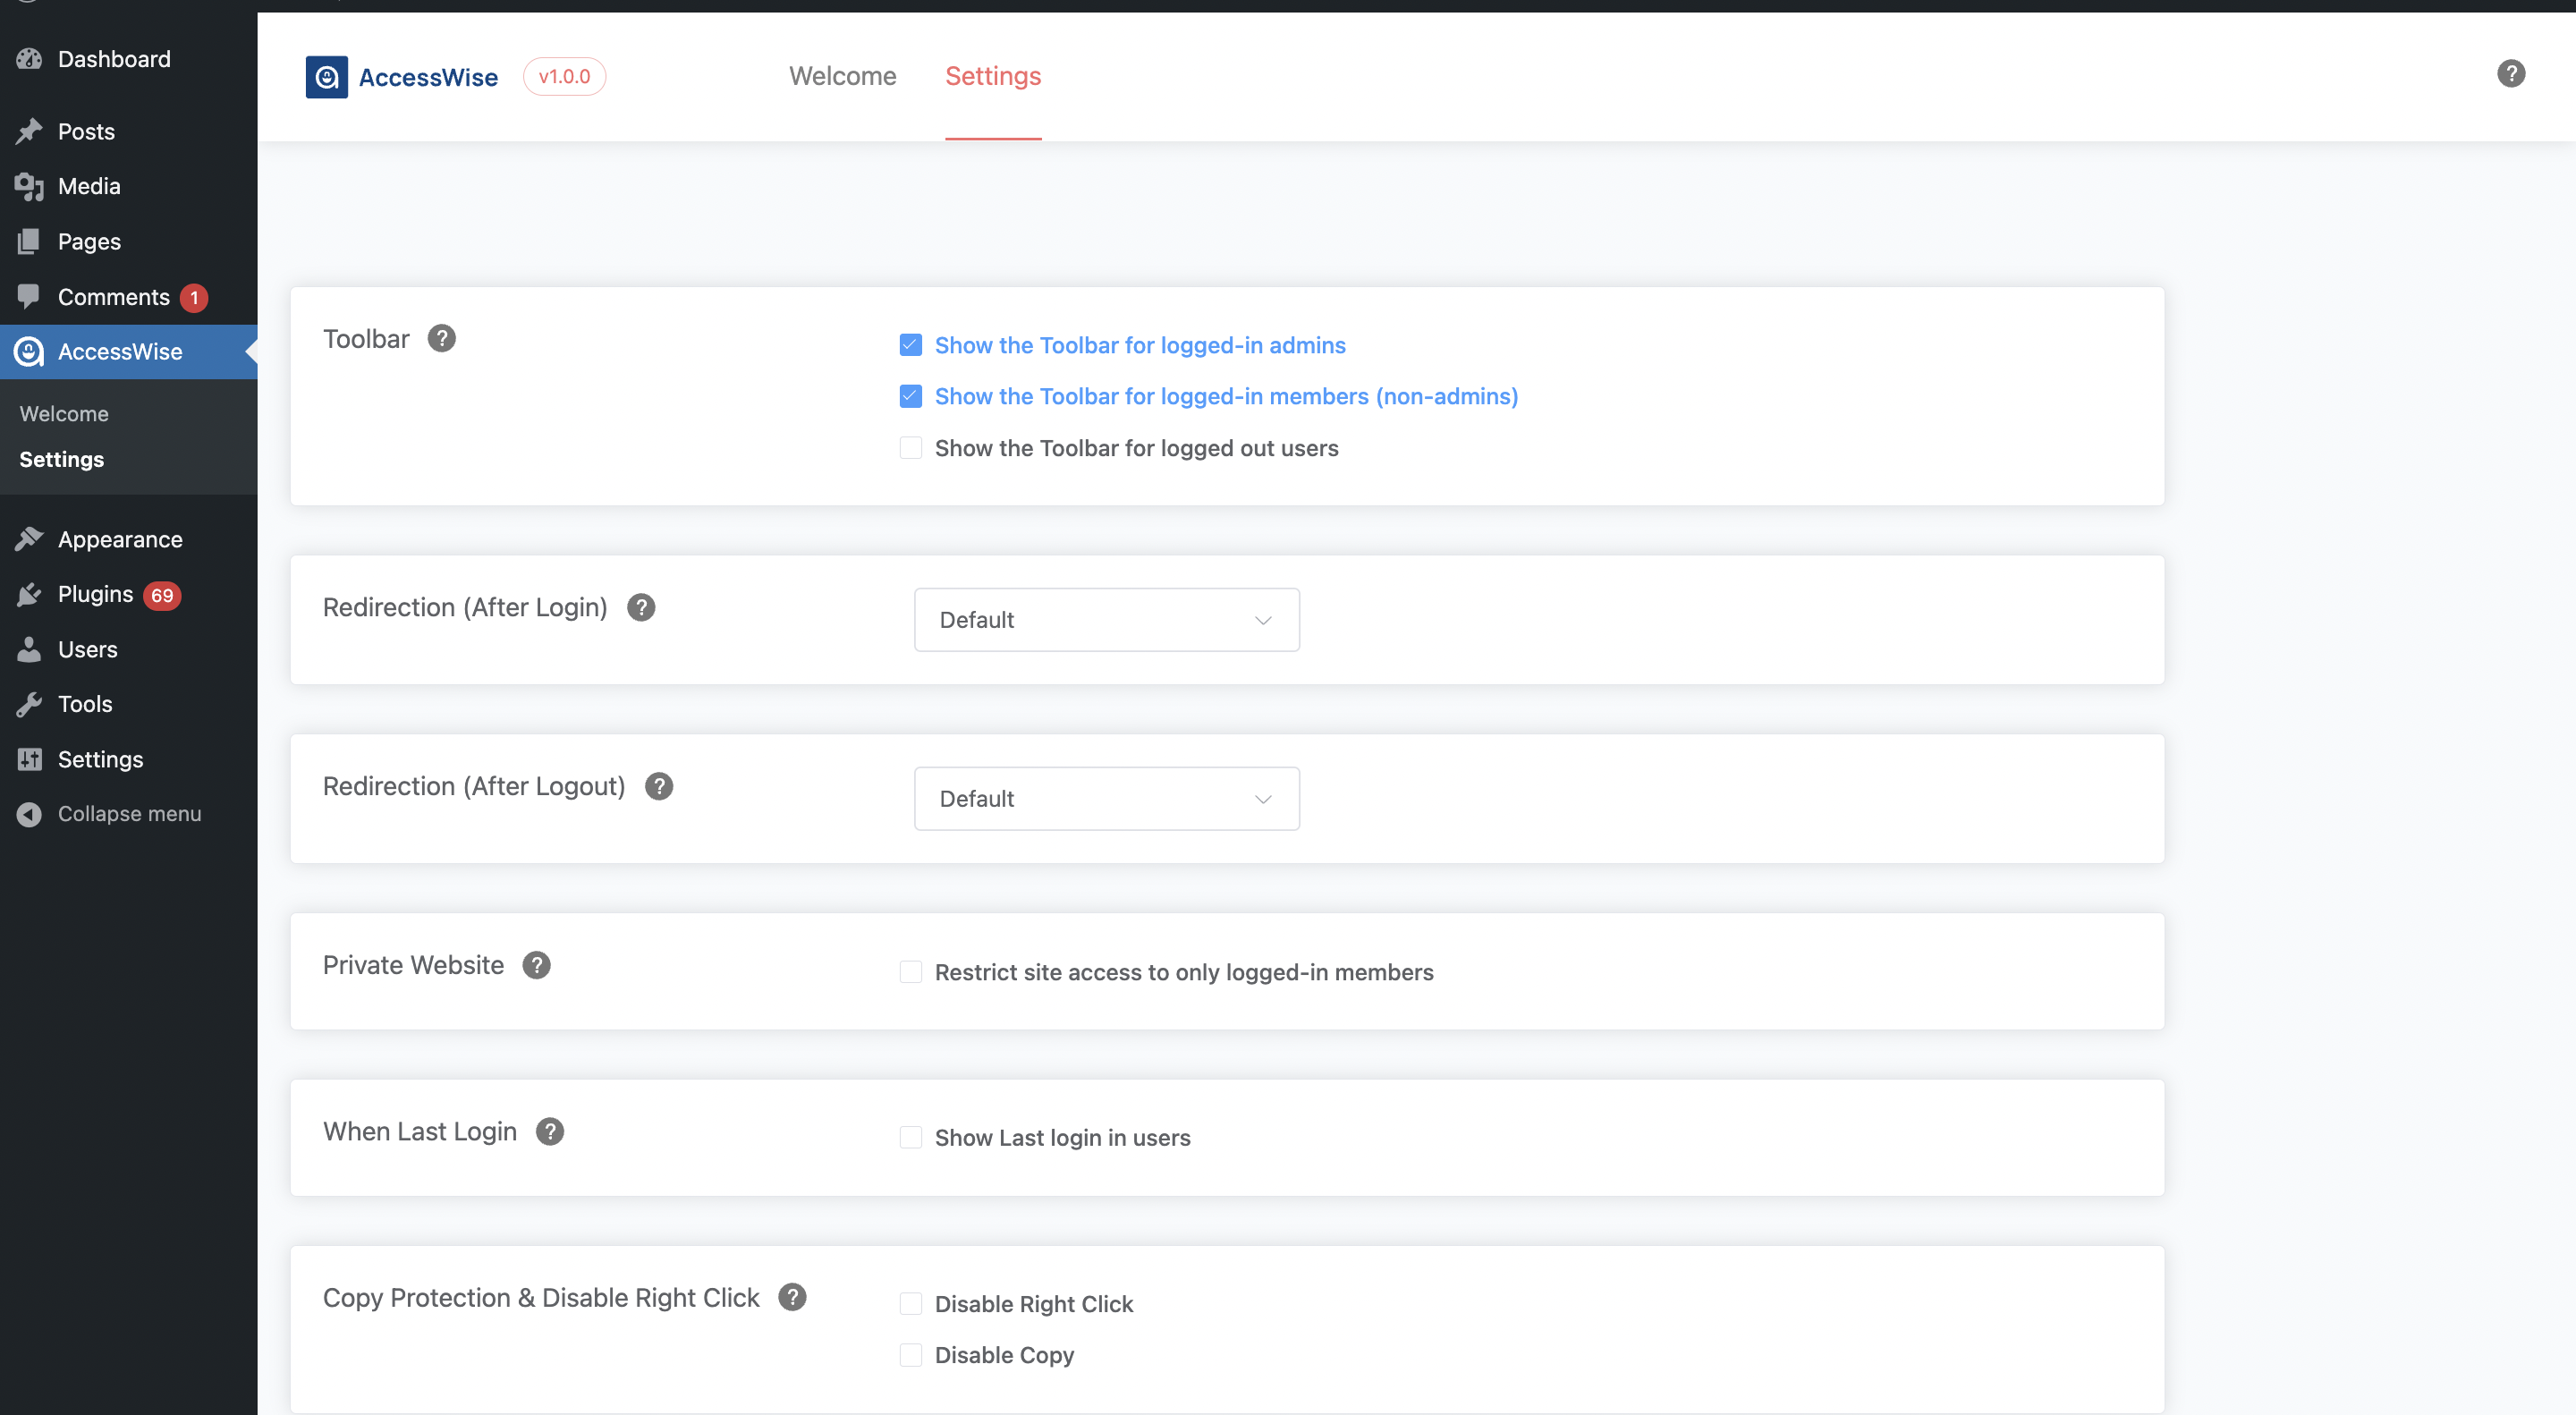 Dashboard
Posts
Media
Pages
Comments 1
AccessWise
Welcome
Settings
Appearance
Plugins 69
Users
Tools
Settings
Collapse menu
AccessWise v1.0.0 Welcome Settings ?
Toolbar ?
Show the Toolbar for logged-in admins
Show the Toolbar for logged-in members (non-admins)
Show the Toolbar for logged out users
Redirection (After Login) ? Default
Redirection (After Logout) ? Default
Private Website ? Restrict site access to only logged-in members
When Last Login ? Show Last login in users
Copy Protection & Disable Right Click ? Disable Right Click
Disable Copy